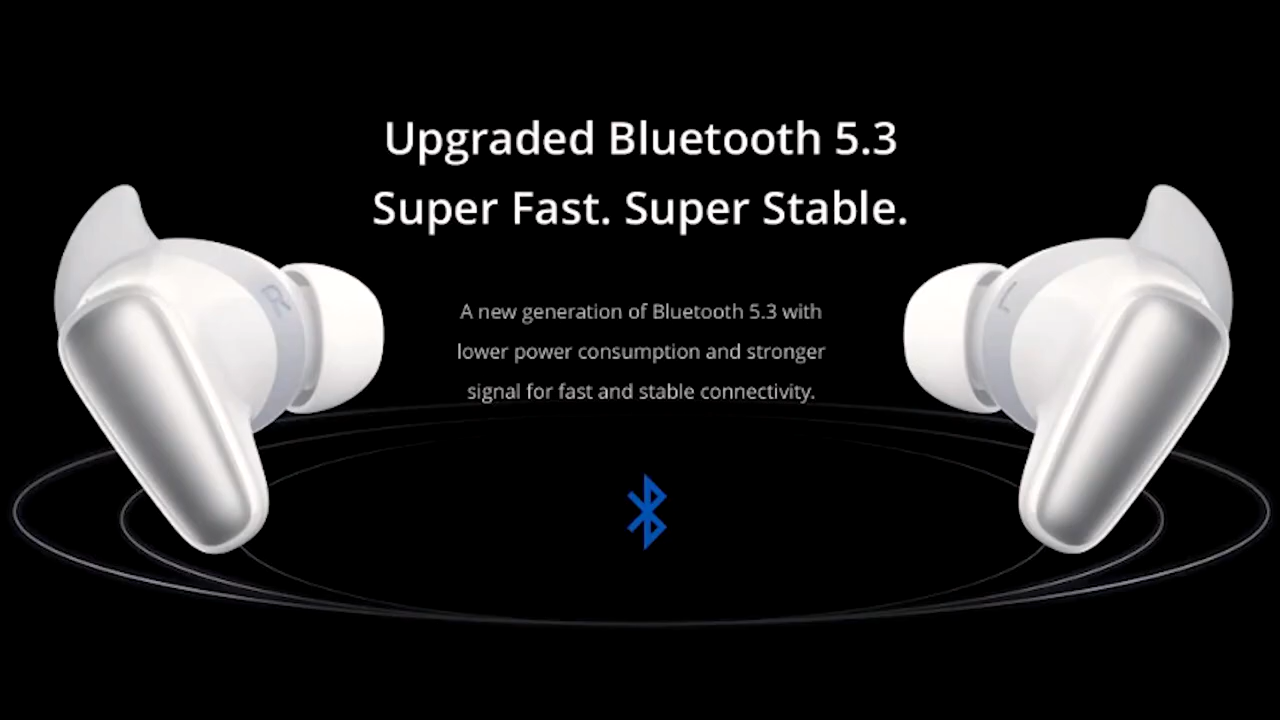 Upgraded Bluetooth 5.3
Super Fast. Super Stable.
A new generation of Bluetooth 5.3 with
lower power consumption and stronger
signal for fast and stable connectivity.
R
L